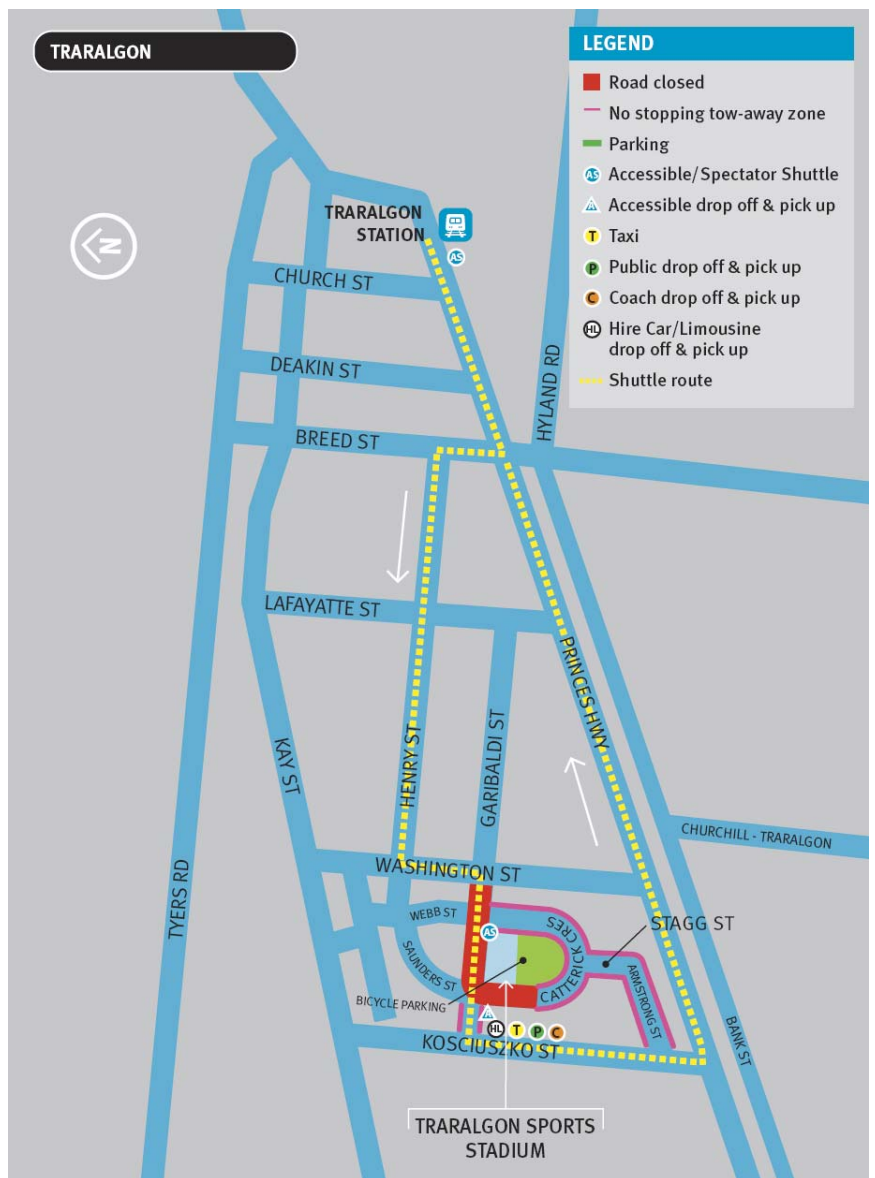 TRARALGON
LEGEND
Road closed
No stopping tow-away zone
Parking
AS Accessible/Spectator Shuttle
Accessible drop off & pick up
T Taxi
P Public drop off & pick up
C Coach drop off & pick up
HL Hire Car/Limousine
drop off & pick up
Shuttle route
N
TRARALGON
STATION
AS
CHURCH ST
DEAKIN ST
HYLAND RD
BREED ST
LAFAYATTE ST
PRINCES HWY
HENRY ST
GARIBALDI ST
KAY ST
TYERS RD
CHURCHILL - TRARALGON
WASHINGTON ST
WEBB ST
AS
CATTERICK CRES
STAGG ST
SAUNDERS ST
ARMSTRONG ST
BICYCLE PARKING
BANK ST
HL
T
P
C
KOSCIUSZKO ST
TRARALGON SPORTS
STADIUM